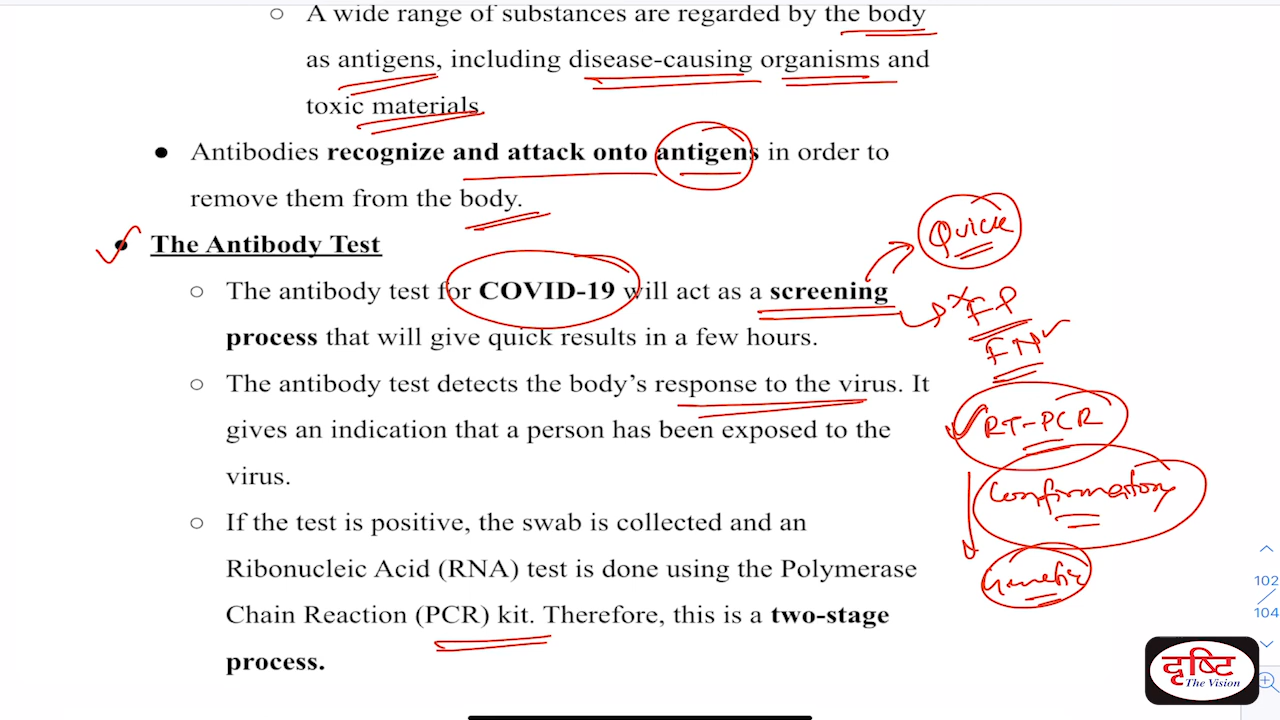 ○ A wide range of substances are regarded by the body
as antigens, including disease-causing organisms and
toxic materials.
● Antibodies recognize and attack onto antigens in order to
remove them from the body.
● The Antibody Test
○ The antibody test for COVID-19 will act as a screening
process that will give quick results in a few hours.
○ The antibody test detects the body’s response to the virus. It
gives an indication that a person has been exposed to the
virus.
○ If the test is positive, the swab is collected and an
Ribonucleic Acid (RNA) test is done using the Polymerase
Chain Reaction (PCR) kit. Therefore, this is a two-stage
process.
Quick
F-P
FN
RT-PCR
Confirmatory
Genetic
102
104
दृष्टि
The Vision